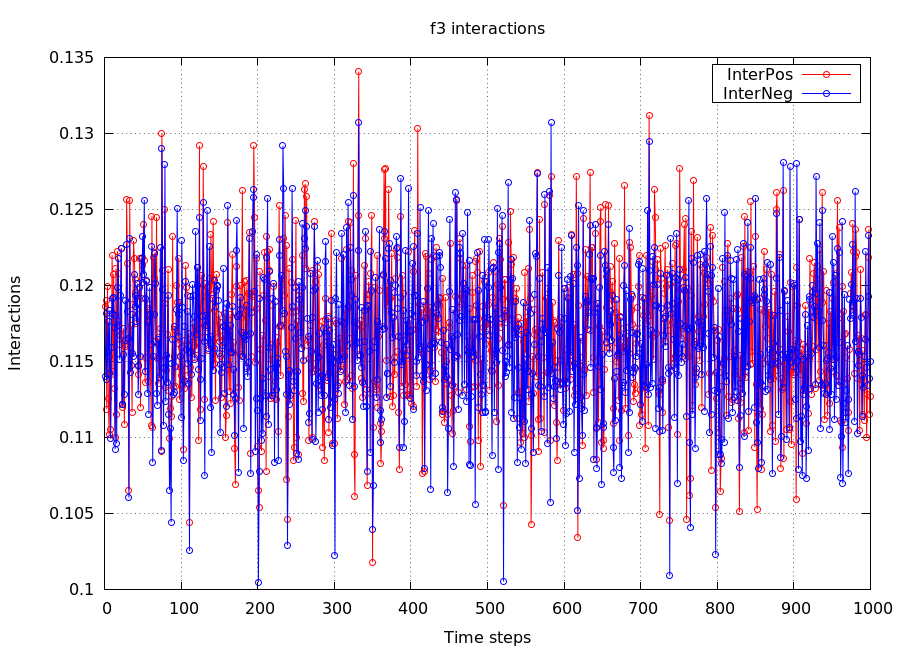 f3 interactions
InterPos
InterNeg
Interactions
0.135
0.13
0.125
0.12
0.115
0.11
0.105
0.1
0 100 200 300 400 500 600 700 800 900 1000
Time steps